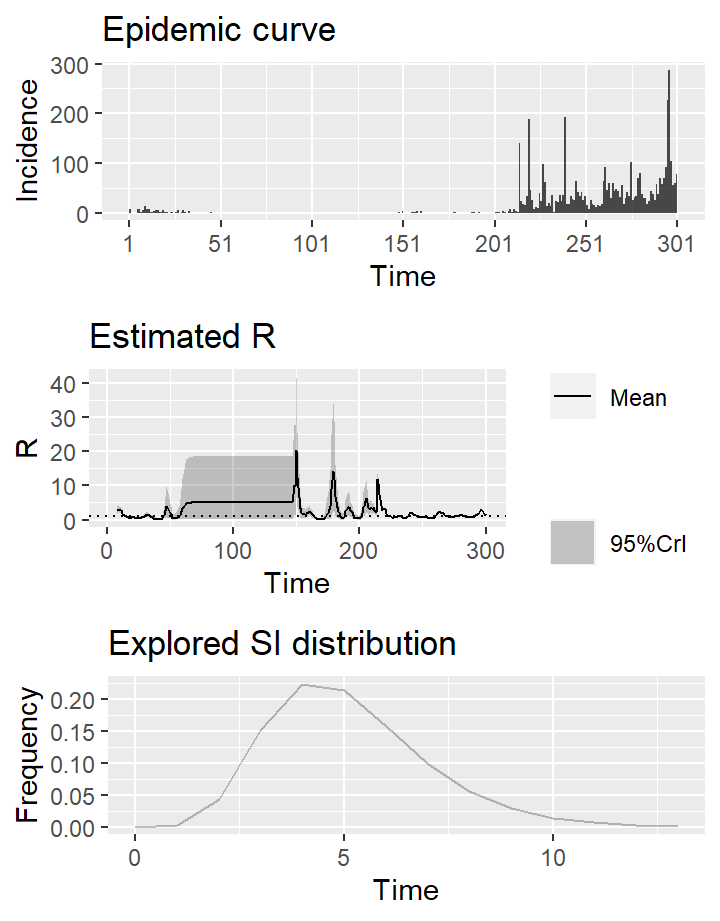 Epidemic curve
300
200
100
0
Incidence
1 51 101 151 201 251 301
Time
Estimated R
40
30
20
10
0
R
0 100 200 300
Time
Mean
95%CrI
Explored SI distribution
0.20
0.15
0.10
0.05
0.00
Frequency
0 5 10
Time